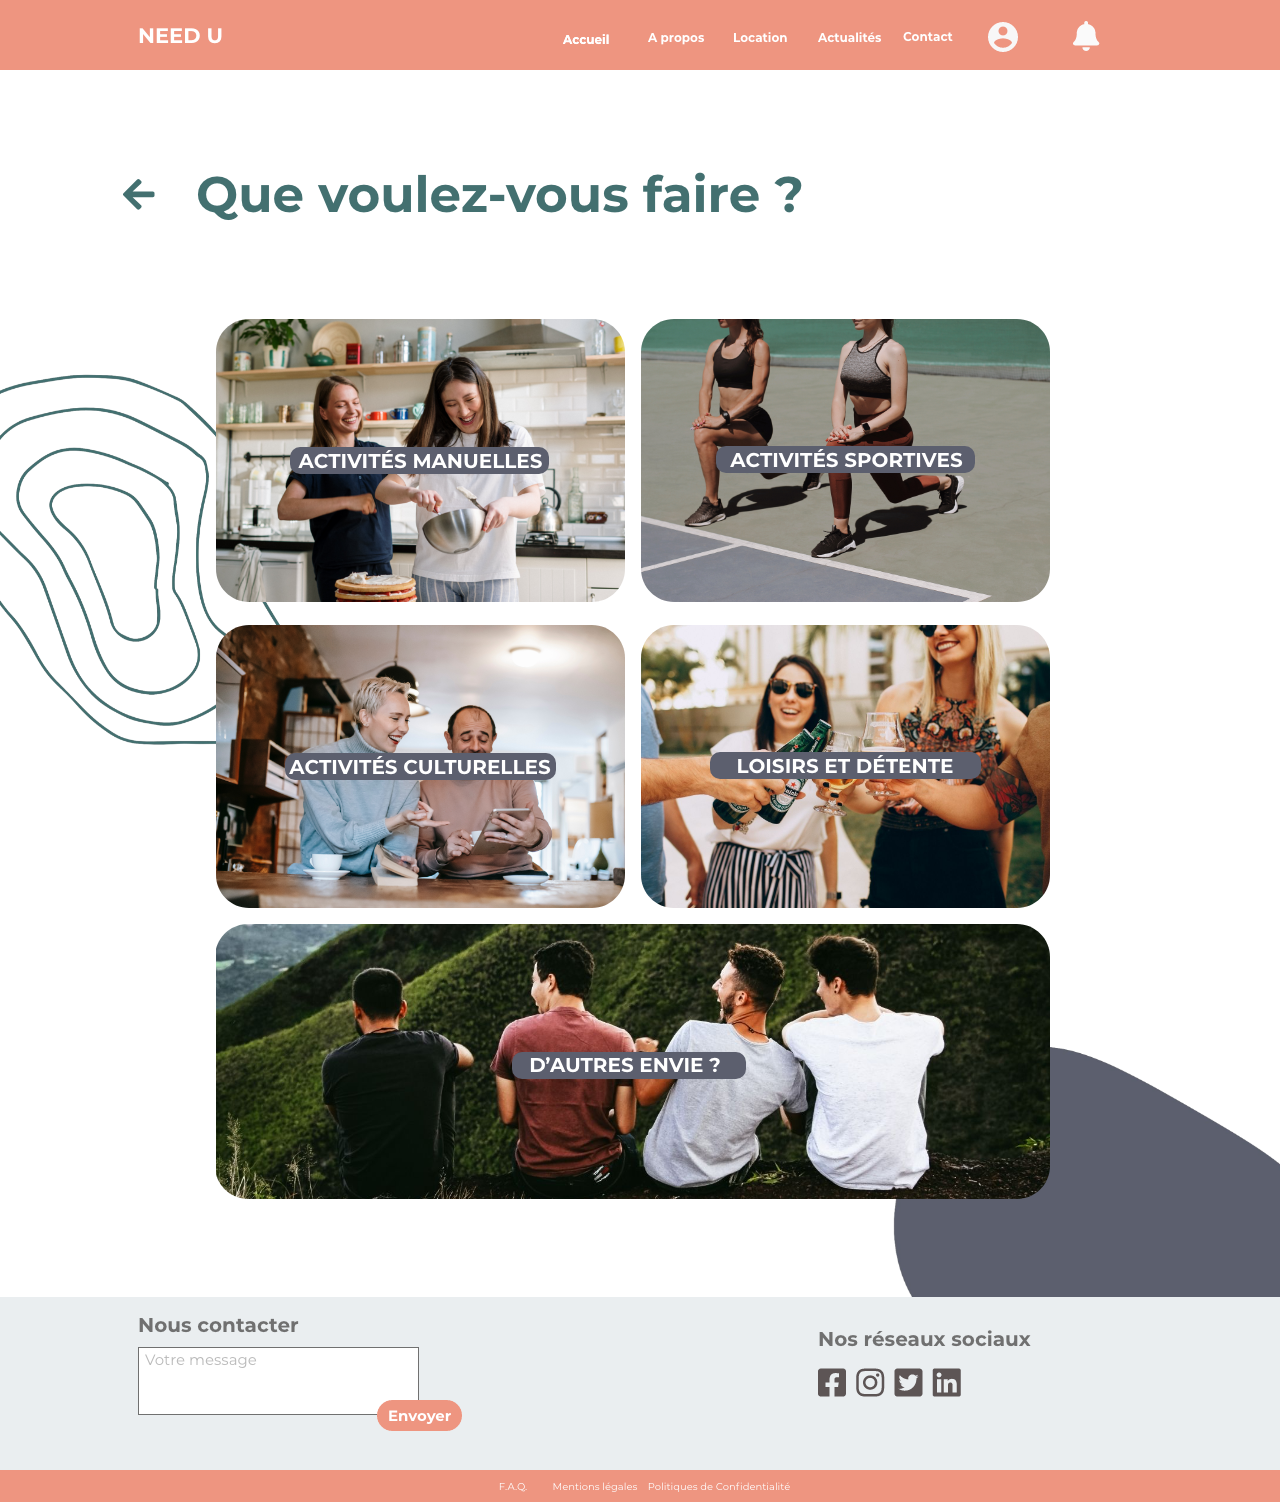 NEED U
Accueil
A propos
Location
Actualités
Contact
Que voulez-vous faire ?
ACTIVITÉS MANUELLES
ACTIVITÉS SPORTIVES
ACTIVITÉS CULTURELLES
LOISIRS ET DÉTENTE
D’AUTRES ENVIE ?
Nous contacter
Votre message
Envoyer
Nos réseaux sociaux
F.A.Q.
Mentions légales
Politiques de Confidentialité